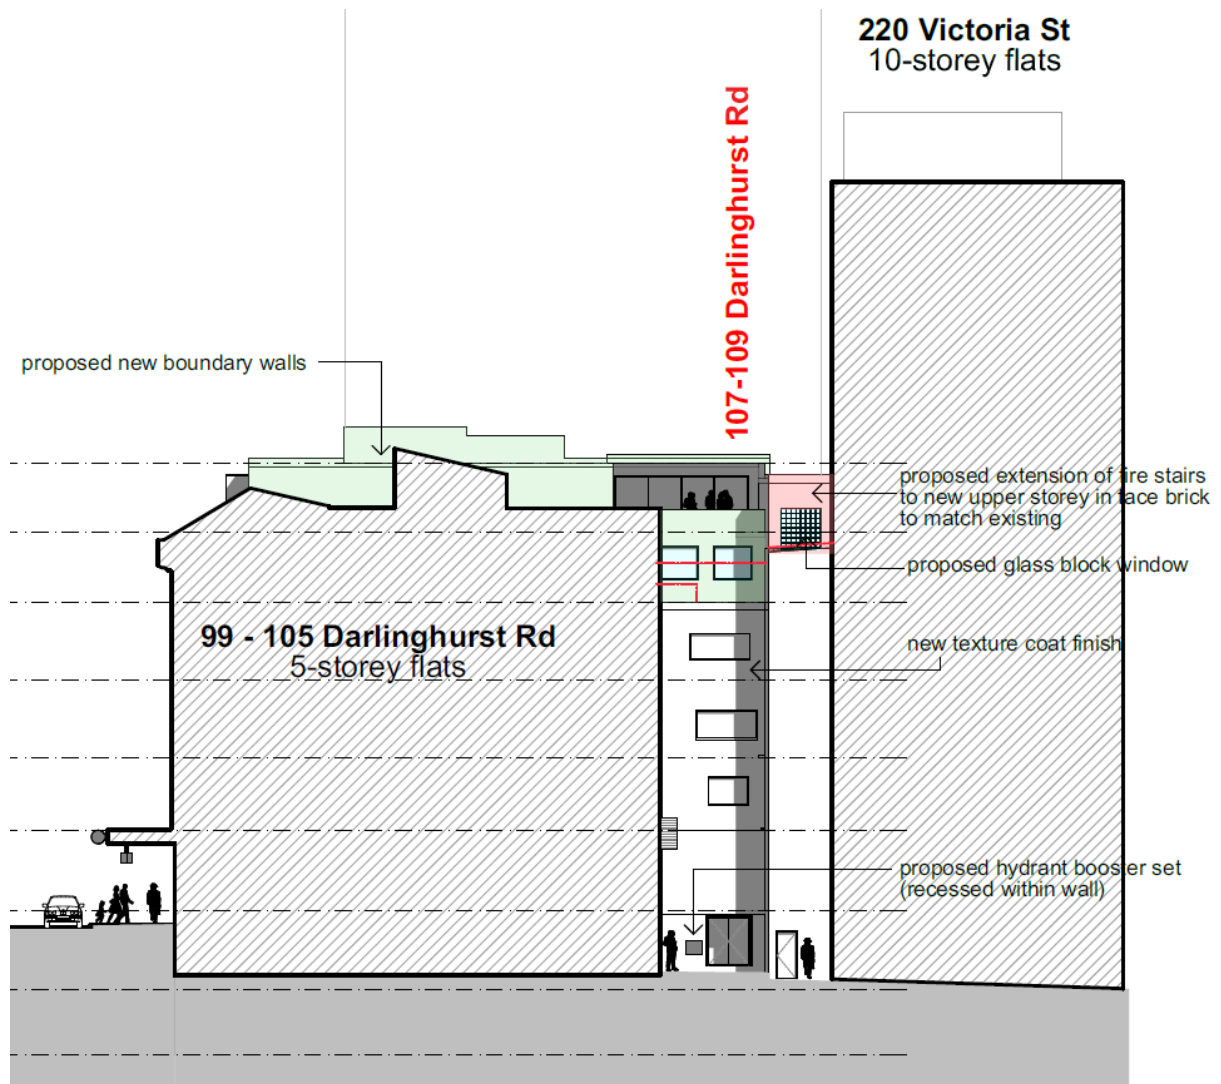 220 Victoria St
10-storey flats
107-109 Darlinghurst Rd
proposed new boundary walls
proposed extension of fire stairs
to new upper storey in face brick
to match existing
proposed glass block window
99 - 105 Darlinghurst Rd
5-storey flats
new texture coat finish
proposed hydrant booster set
(recessed within wall)